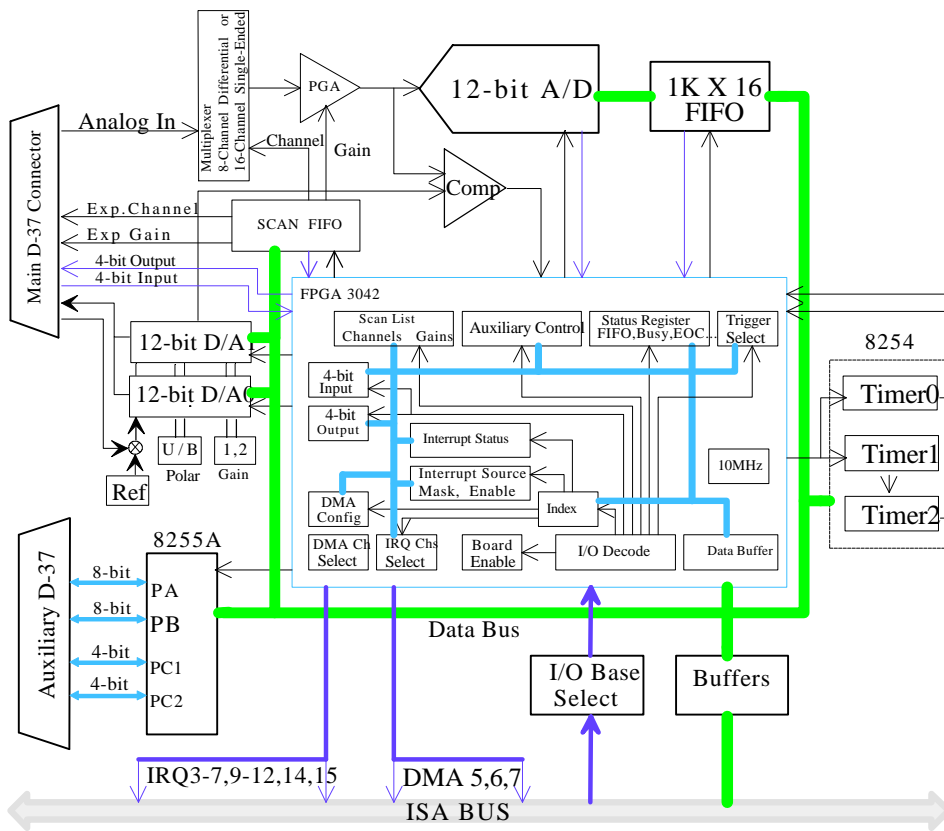 Multiplexer
8-Channel Differential or
16-Channel Single-Ended
PGA
12-bit A/D
1K X 16
FIFO
Analog In
Channel
Gain
Comp
Main D-37 Connector
Exp.Channel
Exp Gain
SCAN FIFO
4-bit Output
4-bit Input
FPGA 3042
Scan List
Channels Gains
Auxiliary Control
Status Register
FIFO,Busy,EOC...
Trigger
Select
8254
12-bit D/A1
12-bit D/A0
4-bit
Input
4-bit
Output
Timer0
Timer1
Timer2
U / B
Polar
1,2
Gain
Ref
Interrupt Status
Interrupt Source
Mask, Enable
10MHz
DMA
Config
Index
DMA Ch
Select
IRQ Chs
Select
Board
Enable
I/O Decode
Data Buffer
8255A
Auxiliary D-37
8-bit
PA
8-bit
PB
4-bit
PC1
4-bit
PC2
Data Bus
I/O Base
Select
Buffers
IRQ3-7,9-12,14,15
DMA 5,6,7
ISA BUS